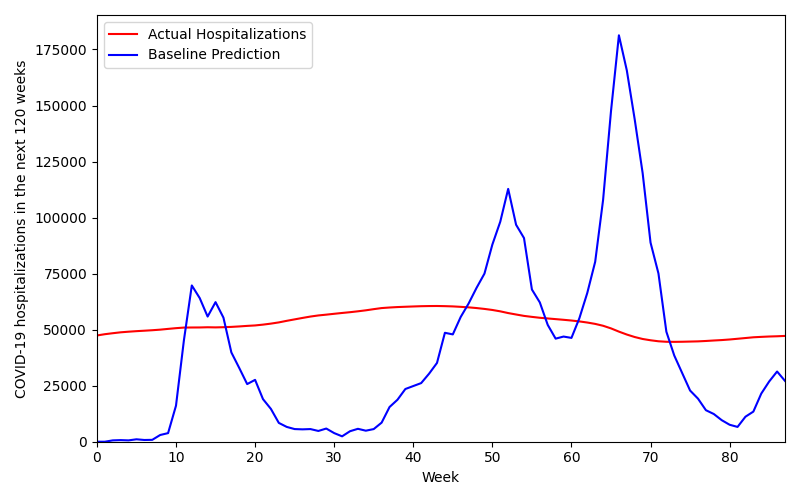 Actual Hospitalizations
Baseline Prediction
COVID-19 hospitalizations in the next 120 weeks
175000
150000
125000
100000
75000
50000
25000
0
0 10 20 30 40 50 60 70 80
Week